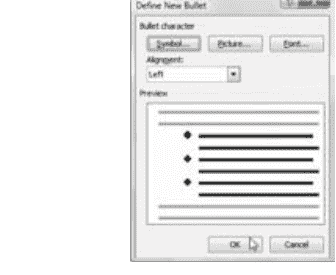 Define New Bullet
Bullet character
Symbol... Picture... Font...
Alignment:
Left
Preview
OK Cancel